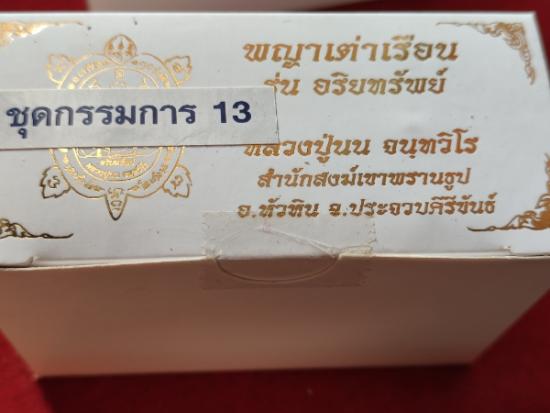 พญาเต่าเรือน
รุ่น อริยทรัพย์
ชุดกรรมการ 13
หลวงปู่นน จนฺทวิโร
สำนักสงฆ์เขาพรานธูป
อ.หัวหิน จ.ประจวบคีรีขันธ์